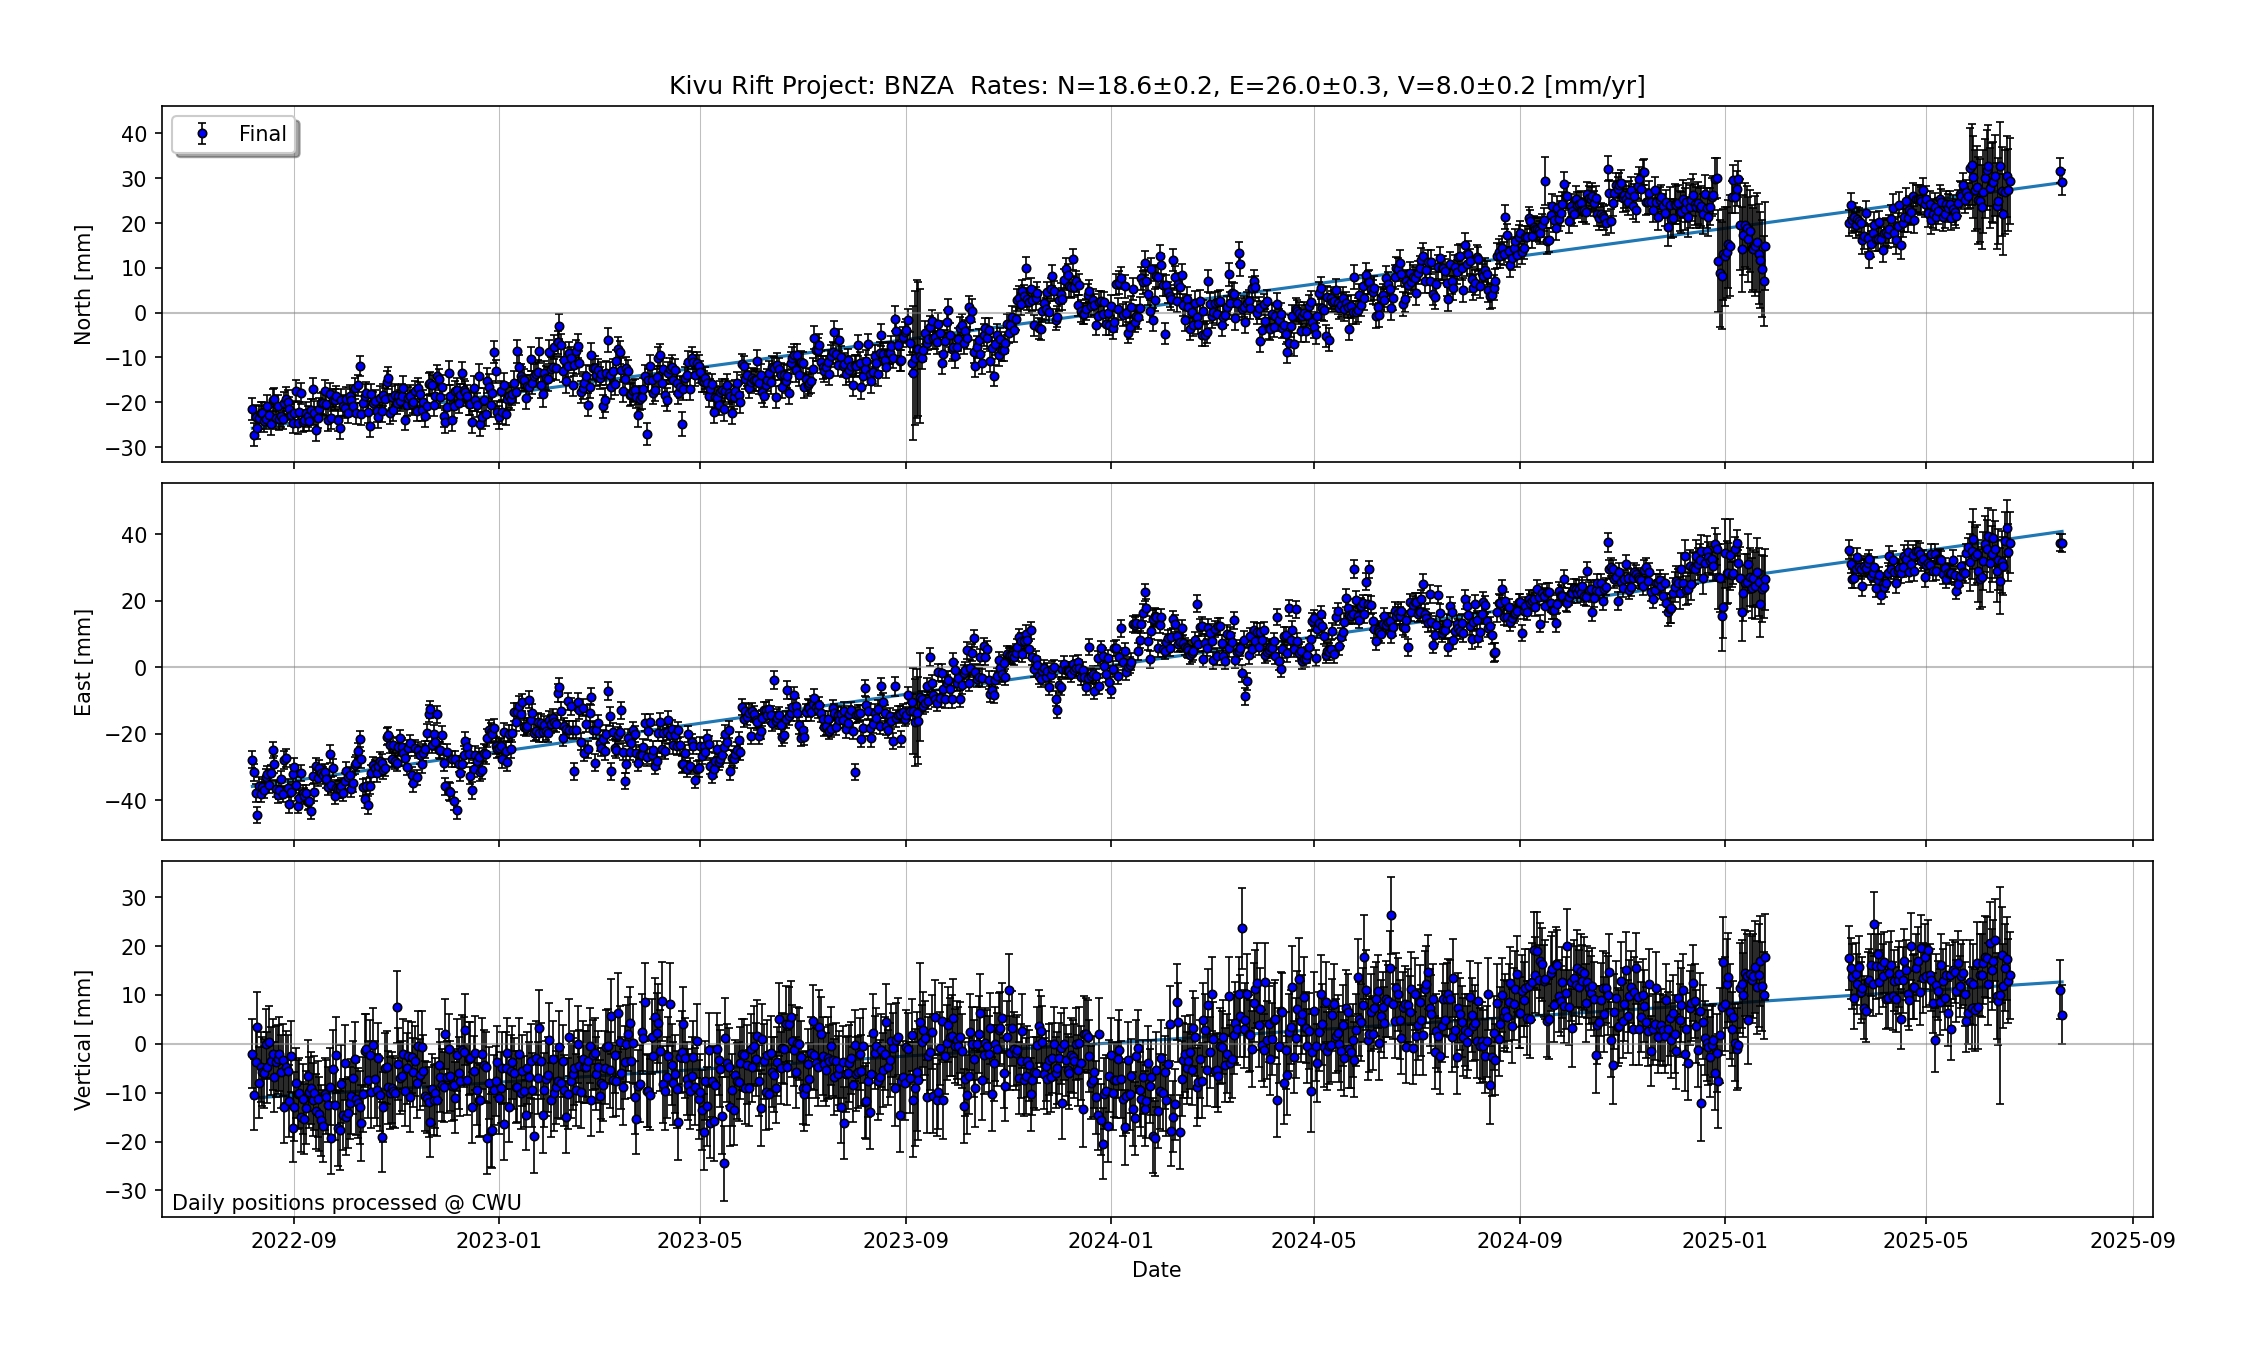 Kivu Rift Project: BNZA  Rates: N=18.6±0.2, E=26.0±0.3, V=8.0±0.2 [mm/yr]
Final
North [mm]
40
30
20
10
0
−10
−20
−30
East [mm]
40
20
0
−20
−40
Vertical [mm]
30
20
10
0
−10
−20
−30
Daily positions processed @ CWU
2022-09 2023-01 2023-05 2023-09 2024-01 2024-05 2024-09 2025-01 2025-05 2025-09
Date